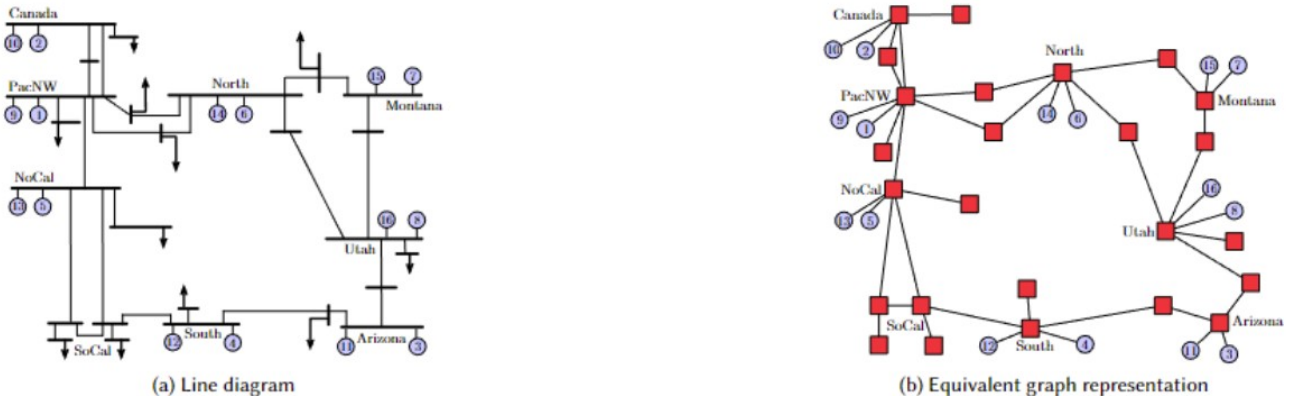 Canada
10 2
PacNW
9 1
North
14 6
15 7
Montana
NoCal
13 5
16 8
Utah
SoCal
South
12 4
Arizona
11 3
(a) Line diagram
Canada
10 2
North
15 7
Montana
PacNW
9 1
14 6
NoCal
13 5
16
8
Utah
SoCal
South
12 4
Arizona
11 3
(b) Equivalent graph representation